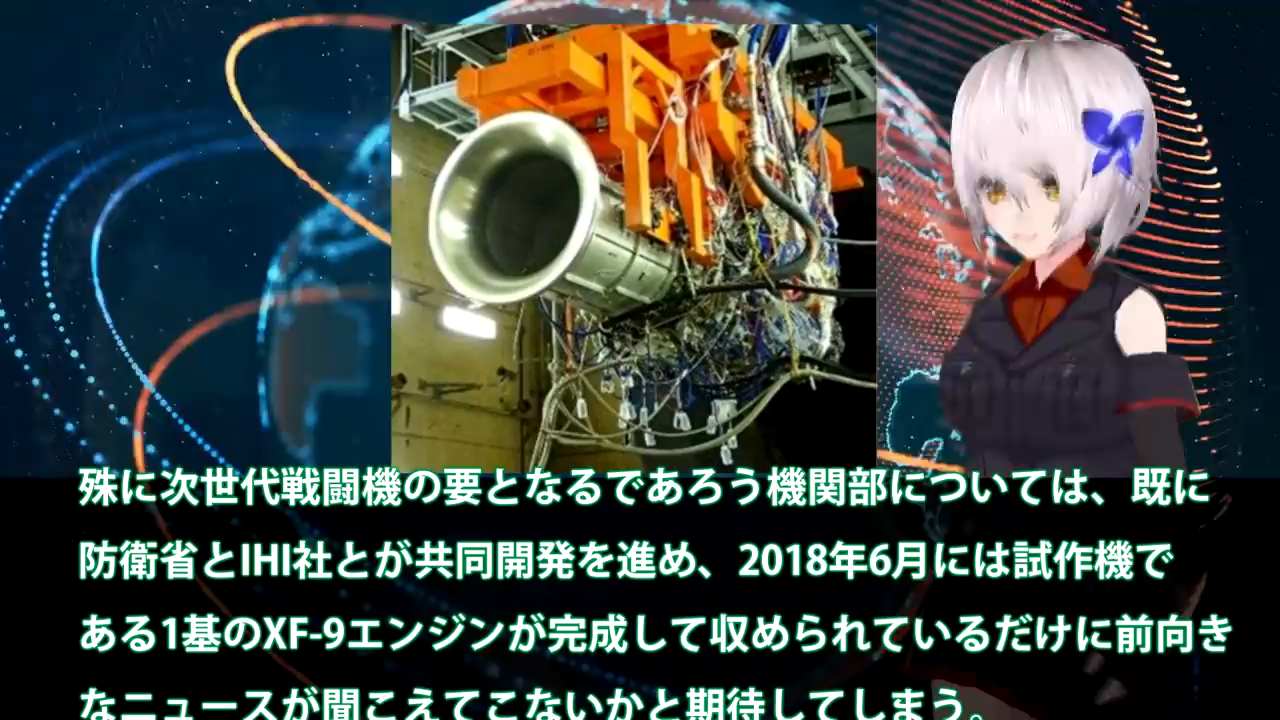 殊に次世代戦闘機の要となるであろう機関部については、既に
防衛省とIHI社とが共同開発を進め、2018年6月には試作機で
ある1基のXF-9エンジンが完成して収められているだけに前向き
なニュースが聞こえてこないかと期待してしまう。